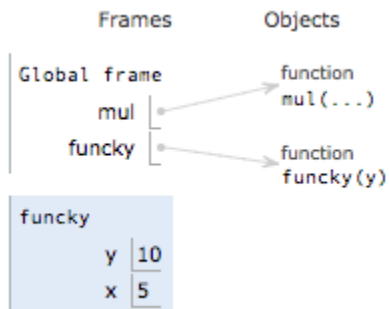 Frames Objects
Global frame
mul
funcky
function
mul(...)
function
funcky(y)
funcky
y 10
x 5